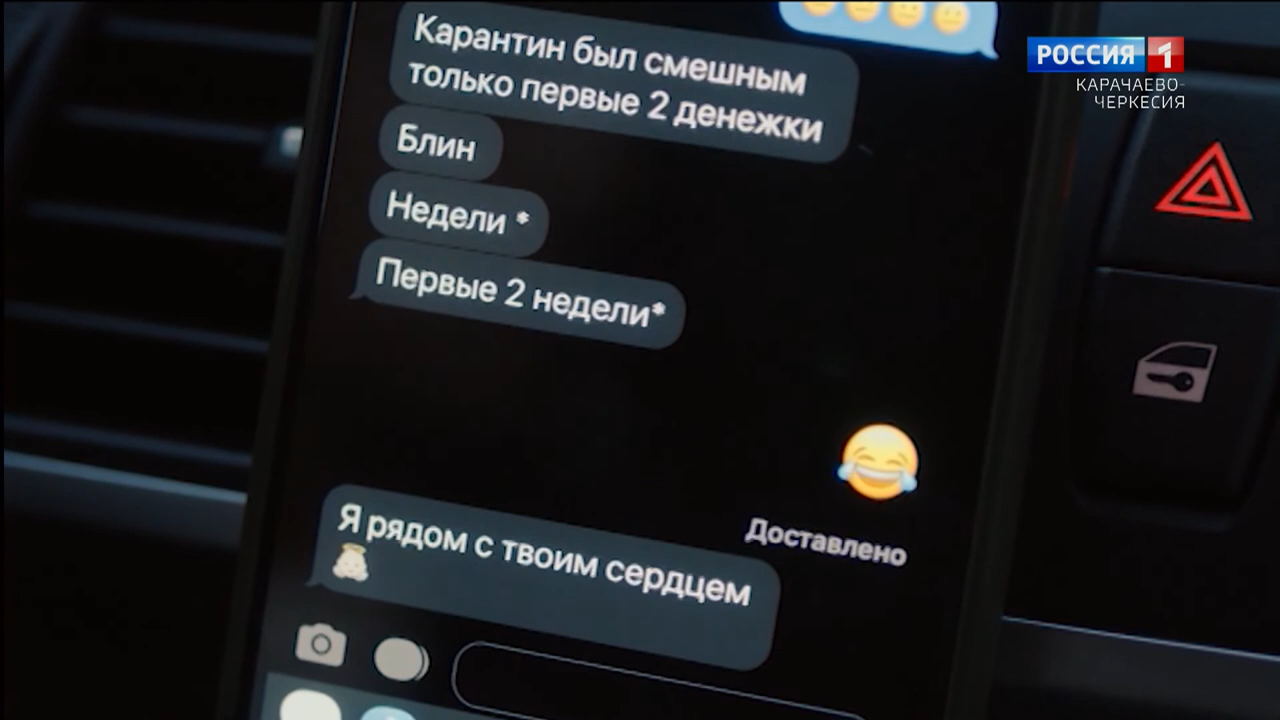 Карантин был смешным
только первые 2 денежки
Блин
Недели *
Первые 2 недели*
Доставлено
Я рядом с твоим сердцем
РОССИЯ 1
КАРАЧАЕВО-
ЧЕРКЕСИЯ